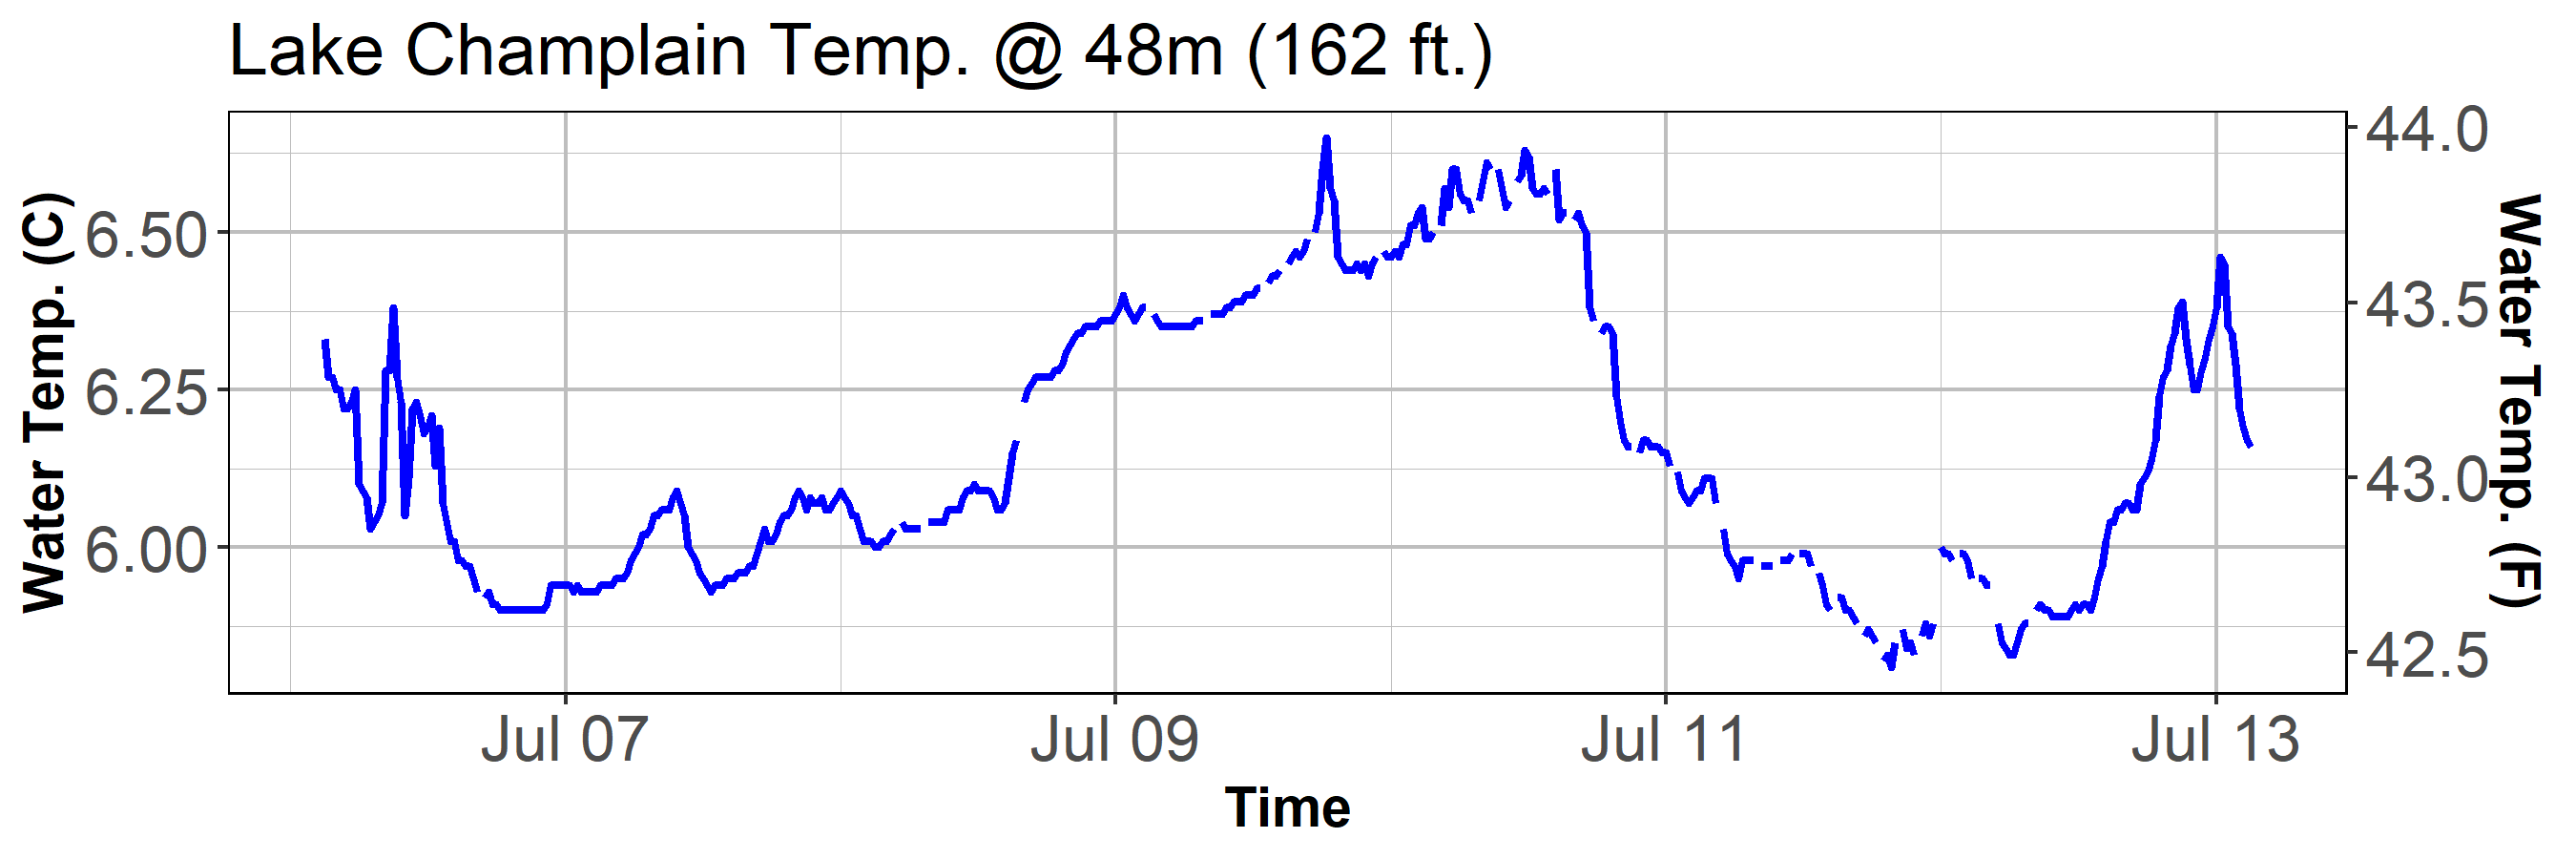 Lake Champlain Temp. @ 48m (162 ft.)
Water Temp. (C)
6.50
6.25
6.00
44.0
43.5
43.0
42.5
Water Temp. (F)
Jul 07 Jul 09 Jul 11 Jul 13
Time